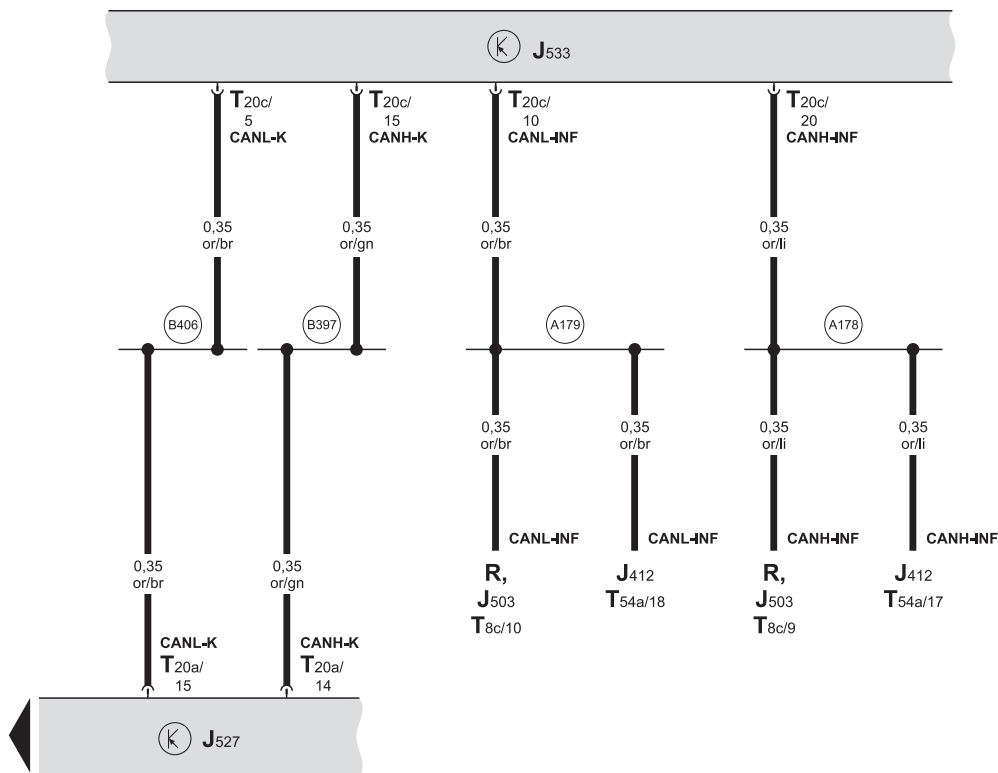 J533
T20c/
5
CANL-K
T20c/
15
CANH-K
T20c/
10
CANL-INF
T20c/
20
CANH-INF
0,35
or/br
0,35
or/gn
0,35
or/br
0,35
or/li
B406
B397
A179
A178
0,35
or/br
0,35
or/br
0,35
or/li
0,35
or/li
CANL-INF
CANL-INF
CANH-INF
CANH-INF
R,
J503
T8c/10
J412
T54a/18
R,
J503
T8c/9
J412
T54a/17
0,35
or/br
0,35
or/gn
CANL-K
T20a/
15
CANH-K
T20a/
14
J527